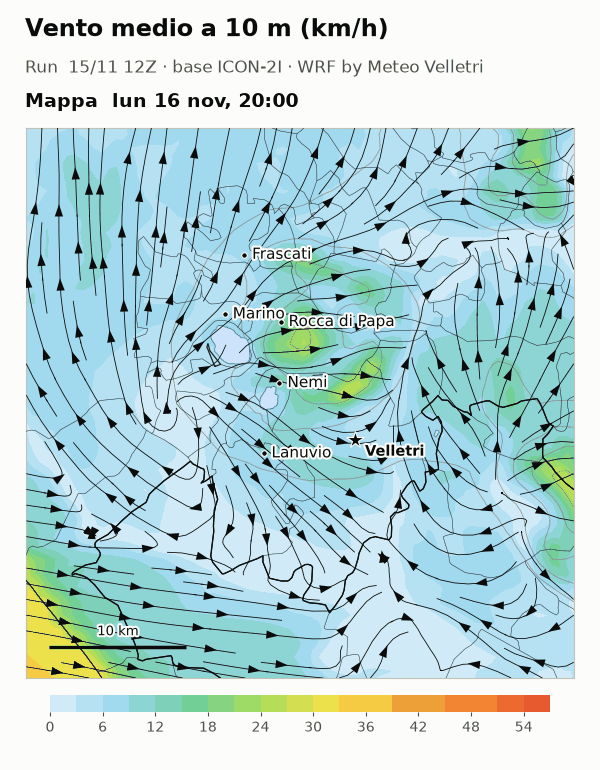 Vento medio a 10 m (km/h)
Run  15/11 12Z · base ICON-2I · WRF by Meteo Velletri
Mappa  lun 16 nov, 20:00
Frascati
Marino
Rocca di Papa
Nemi
Lanuvio
Velletri
10 km
0 6 12 18 24 30 36 42 48 54